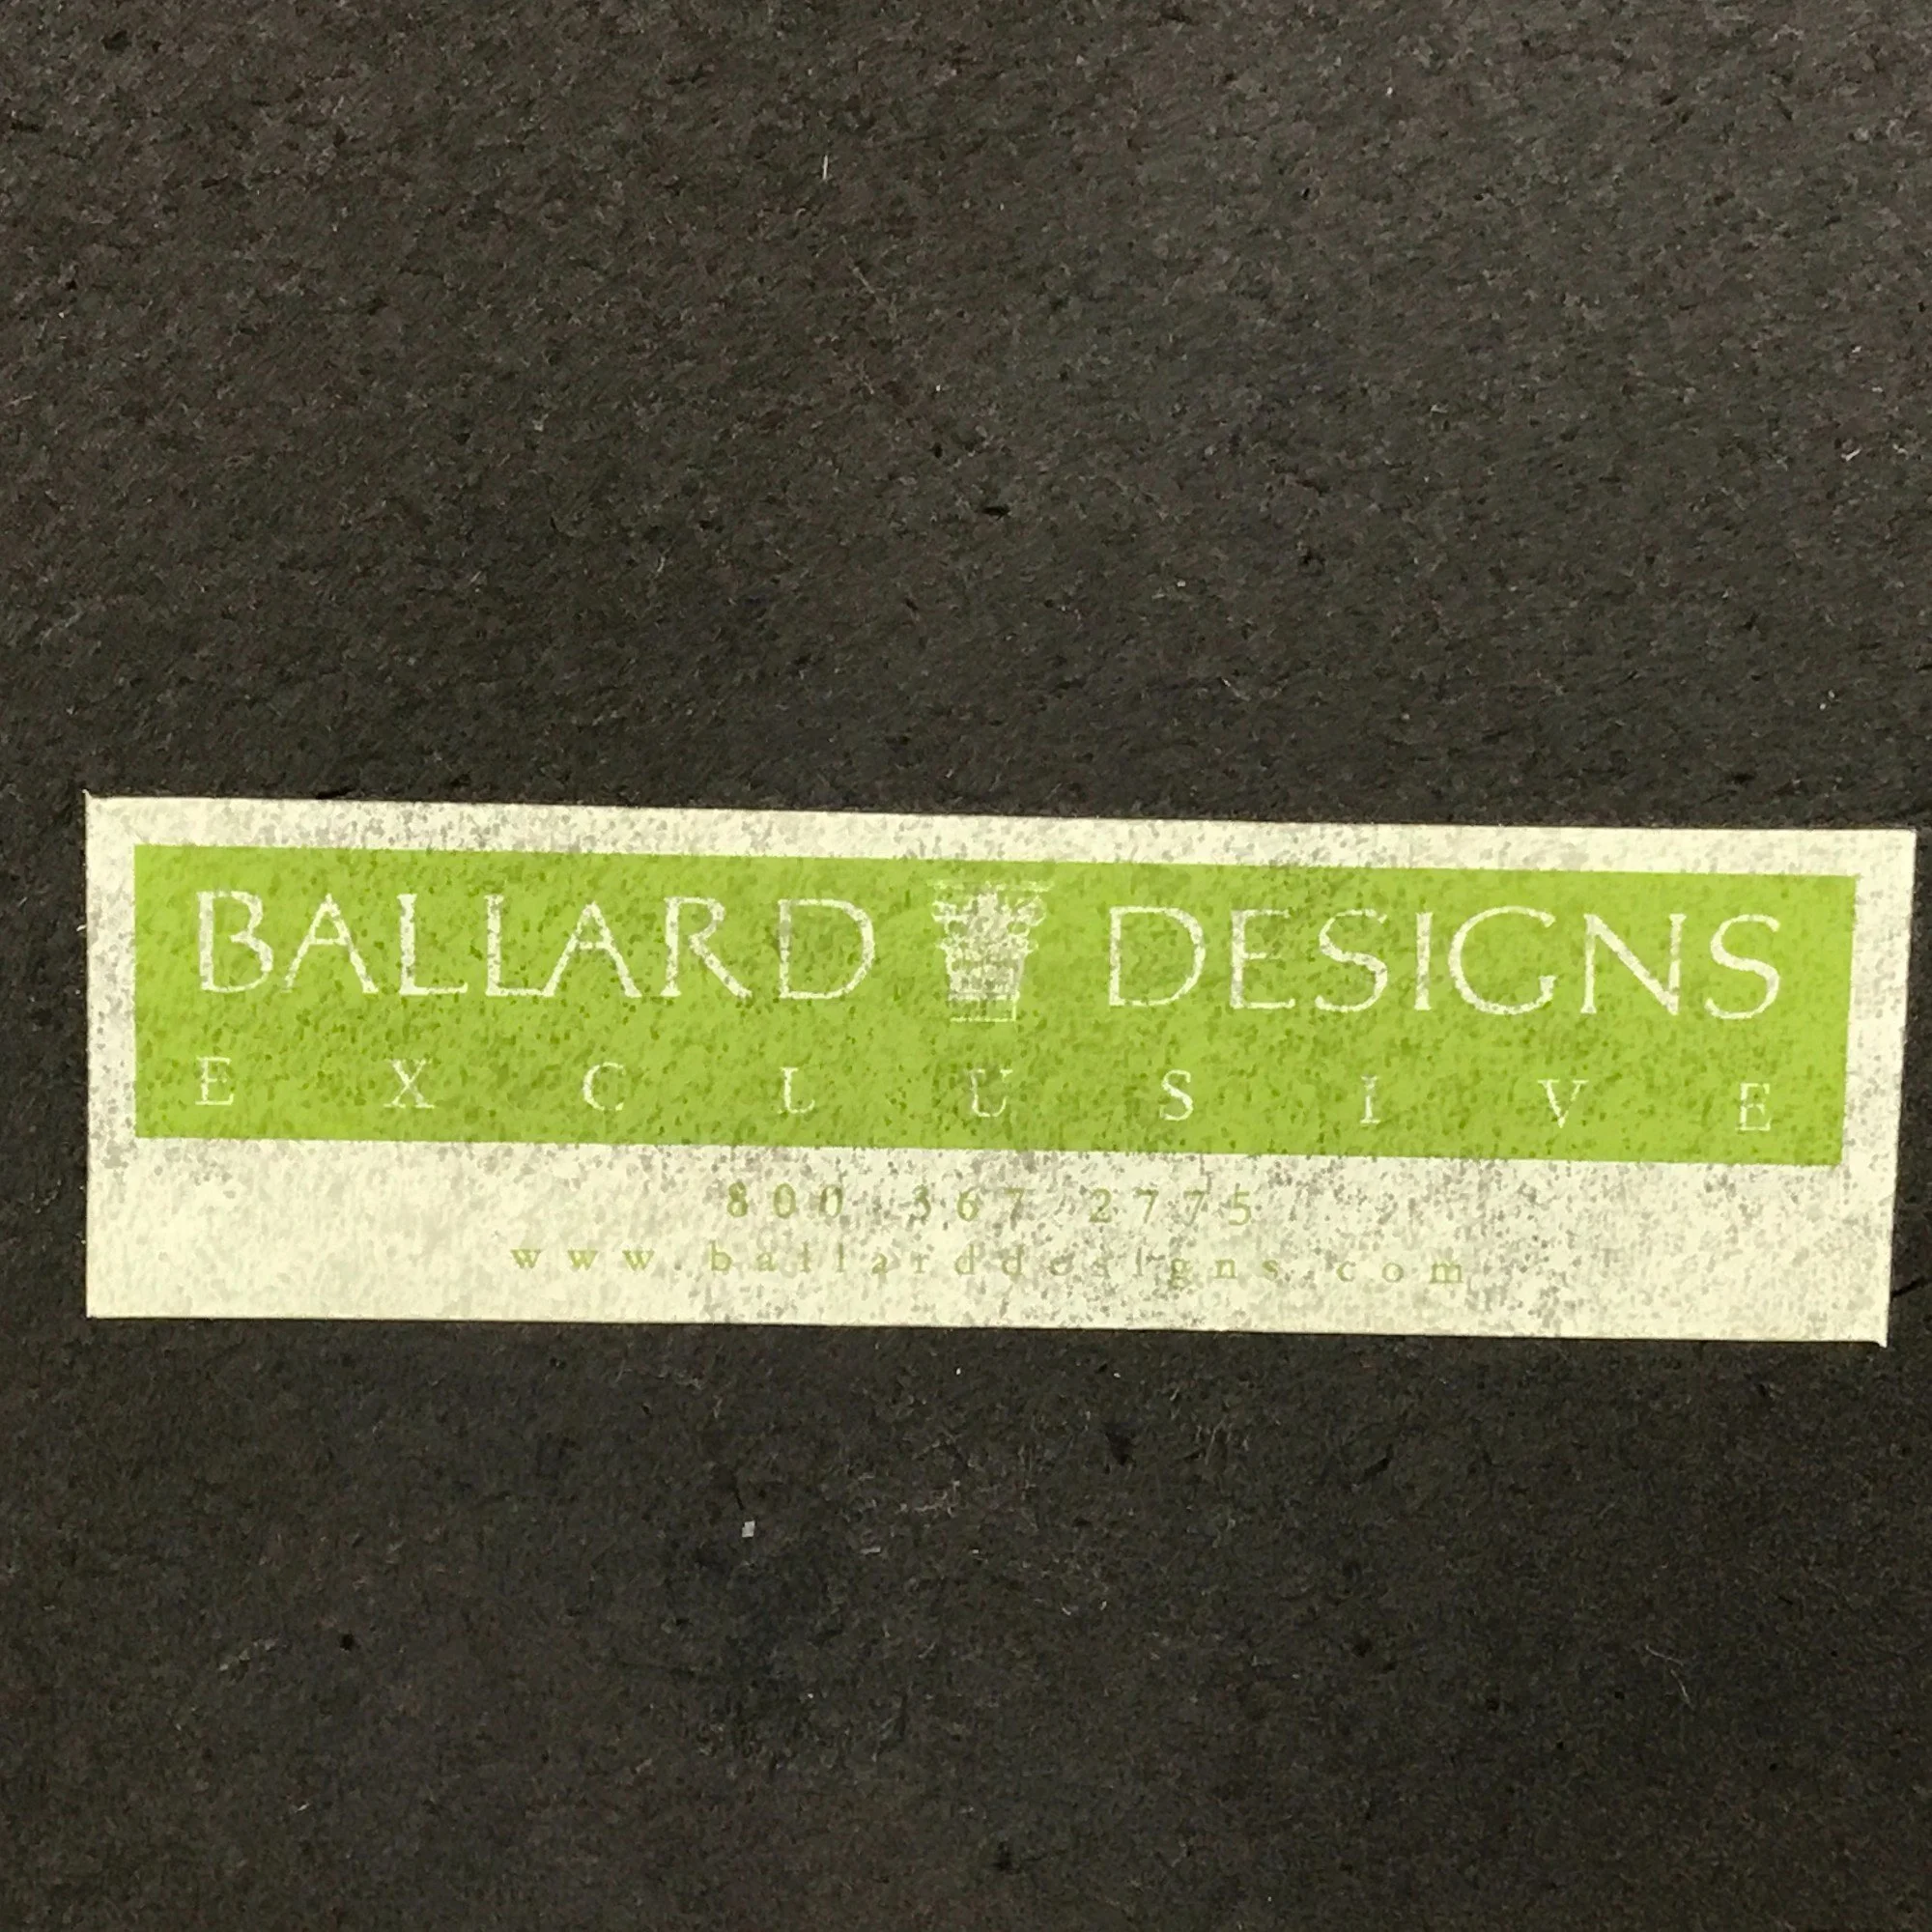 BALLARD DESIGNS
EXCLUSIVE
800 367 2775
www.ballarddesigns.com